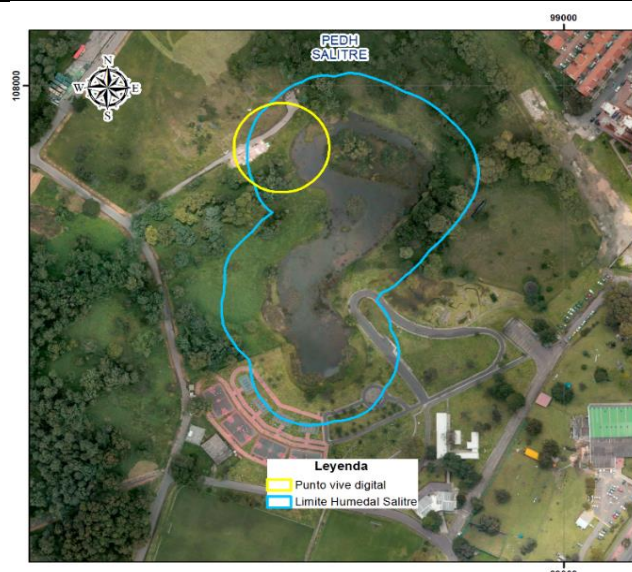 99000
108000
PEDH
SALITRE
N
W E
S
Leyenda
Punto vive digital
Limite Humedal Salitre